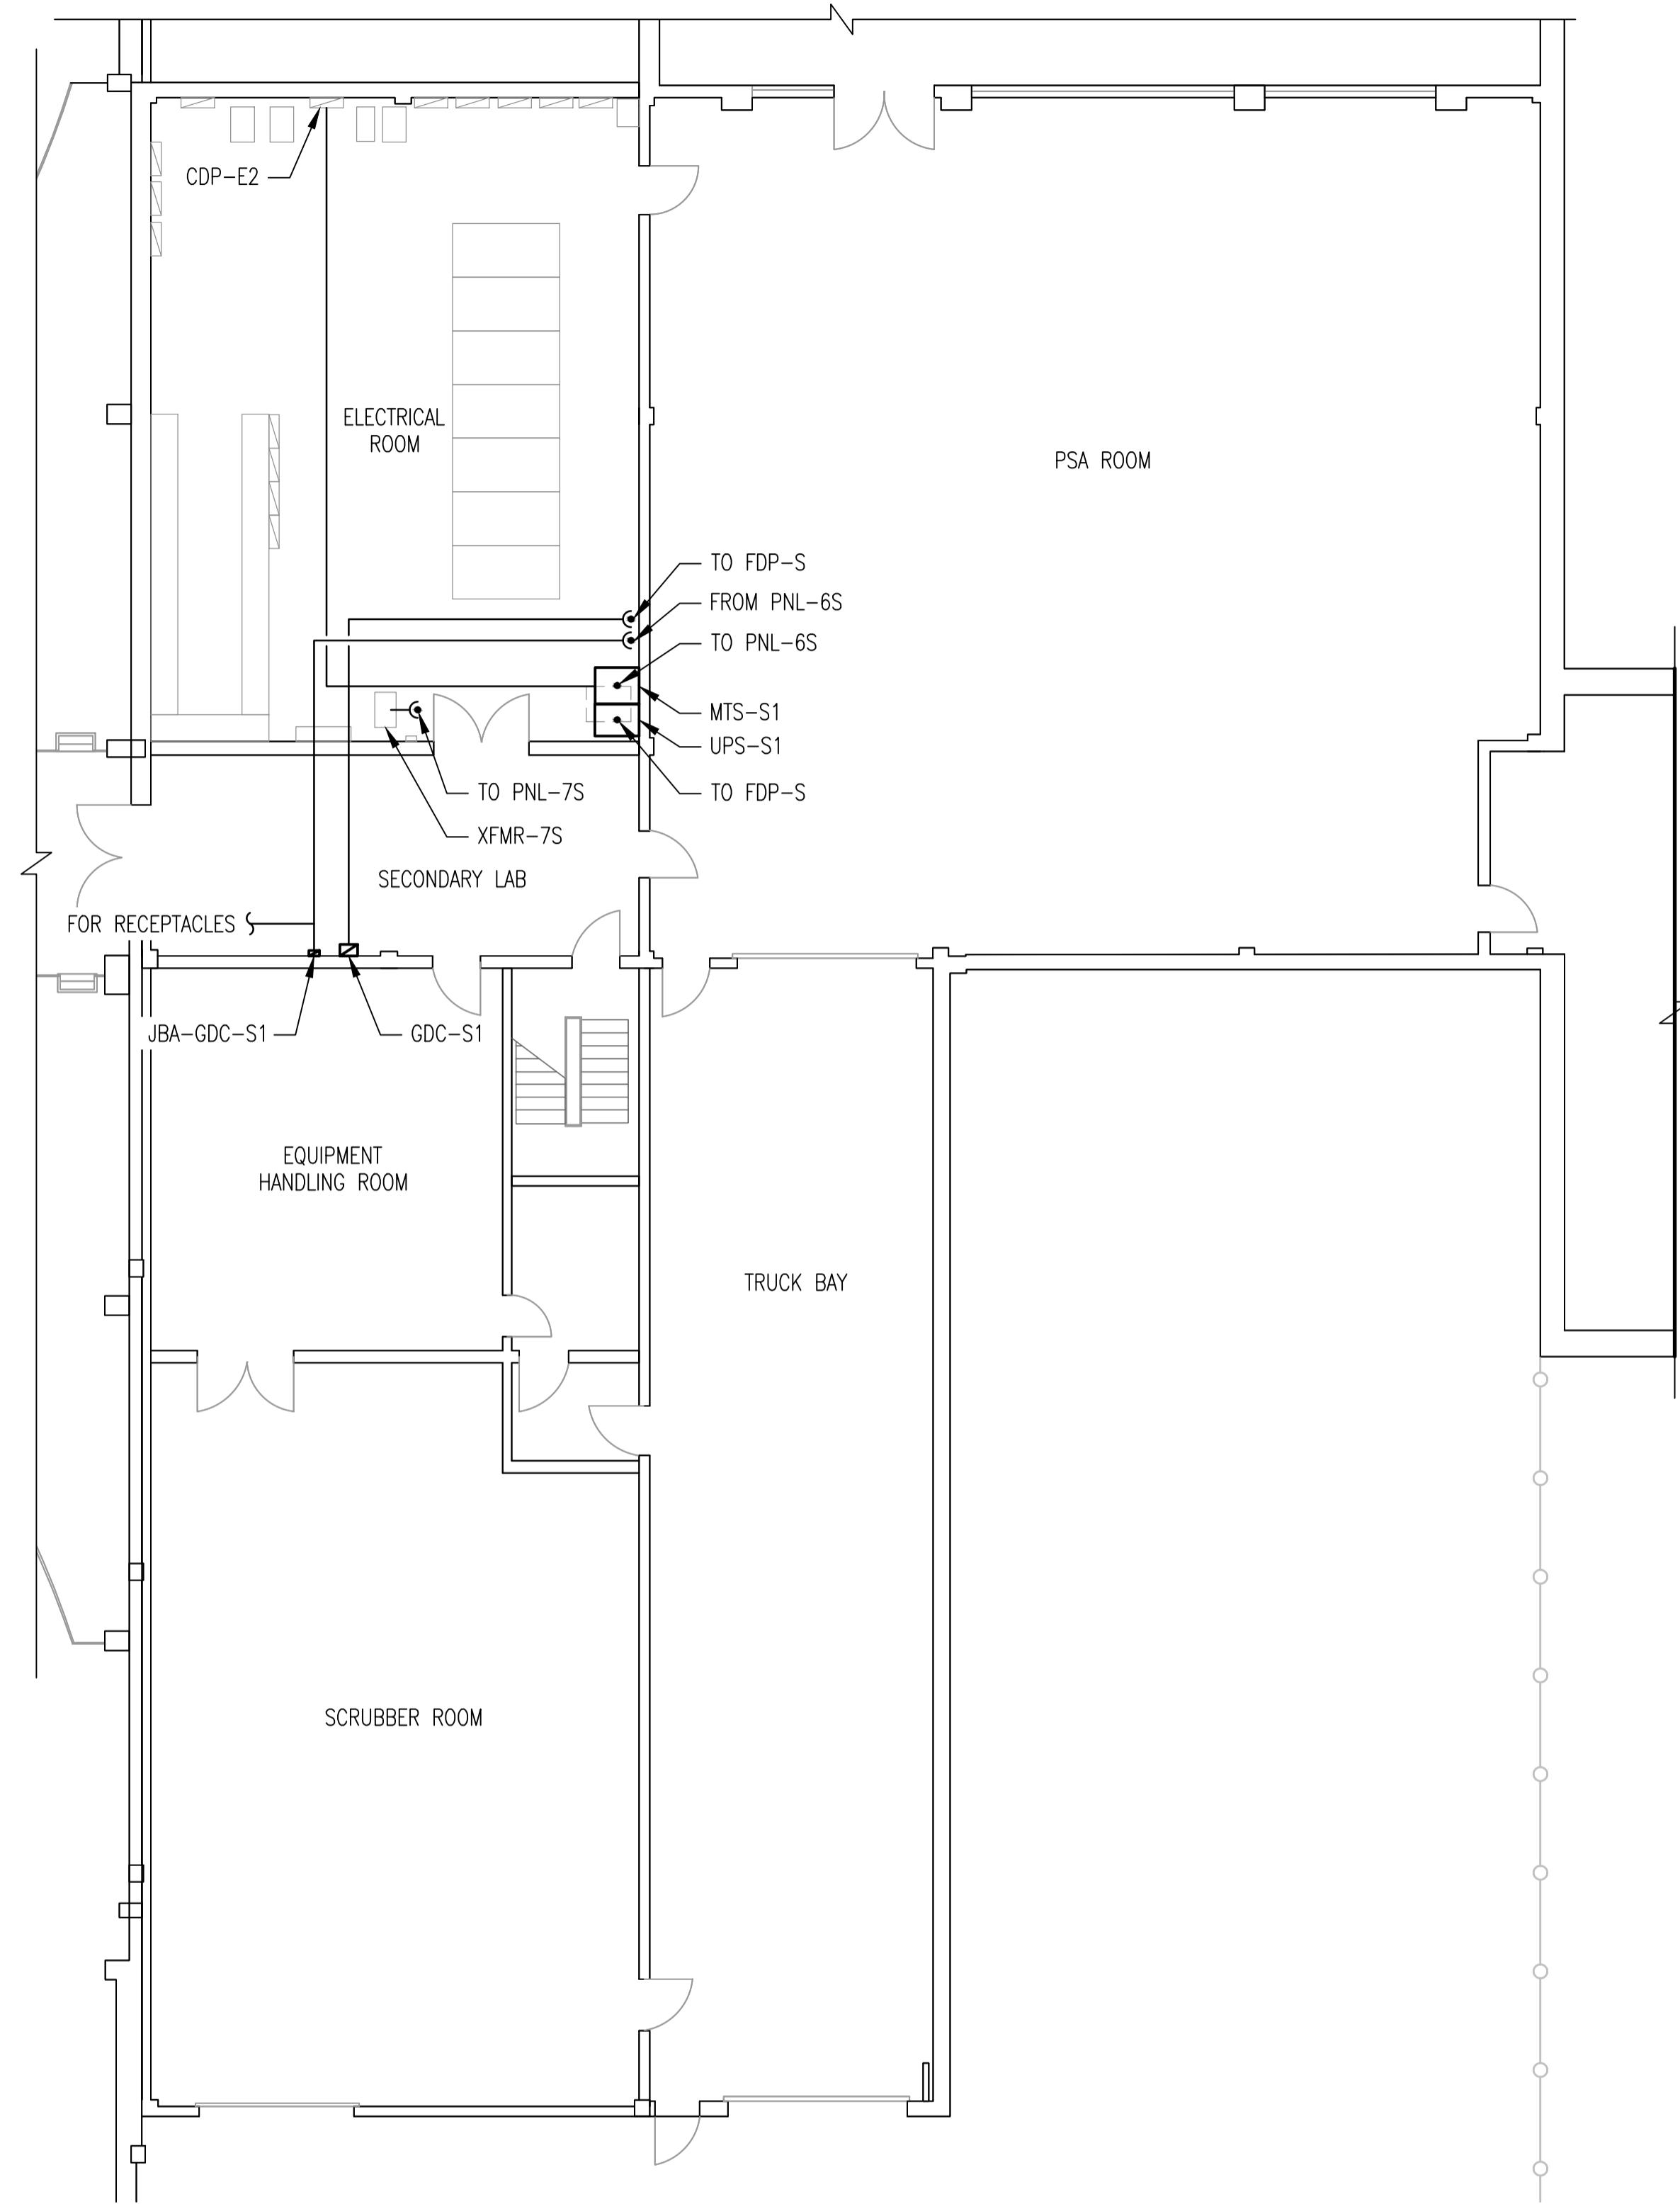 CDP-E2
ELECTRICAL
ROOM
PSA ROOM
TO FDP-S
FROM PNL-6S
TO PNL-6S
MTS-S1
UPS-S1
TO FDP-S
TO PNL-7S
XFMR-7S
SECONDARY LAB
FOR RECEPTACLES
JBA-GDC-S1
GDC-S1
EQUIPMENT
HANDLING ROOM
TRUCK BAY
SCRUBBER ROOM